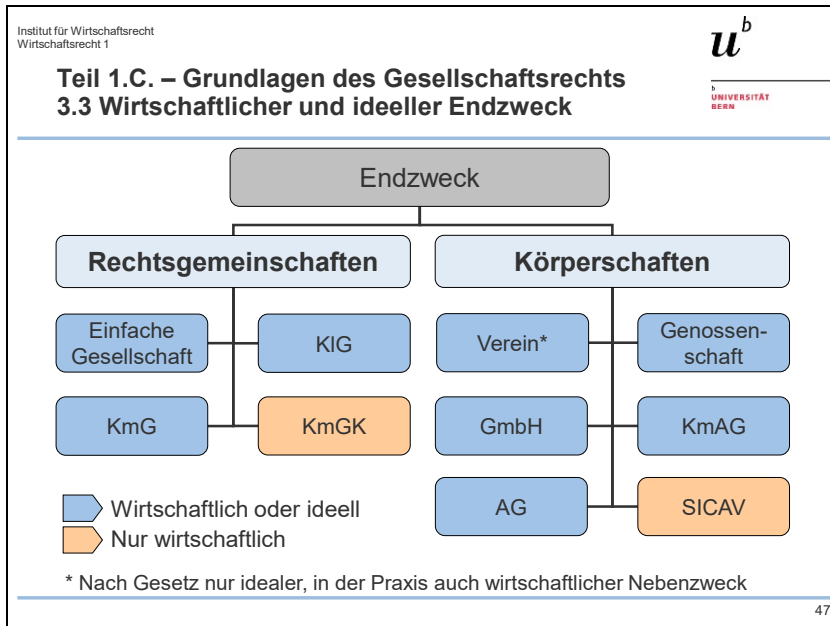 Institut für Wirtschaftsrecht
Wirtschaftsrecht 1
u^b
b
UNIVERSITÄT
BERN
Teil 1.C. – Grundlagen des Gesellschaftsrechts
3.3 Wirtschaftlicher und ideeller Endzweck
Endzweck
Rechtsgemeinschaften
Körperschaften
Einfache
Gesellschaft
KlG
Verein*
Genossen-
schaft
KmG
KmGK
GmbH
KmAG
AG
SICAV
Wirtschaftlich oder ideell
Nur wirtschaftlich
* Nach Gesetz nur idealer, in der Praxis auch wirtschaftlicher Nebenzweck
47